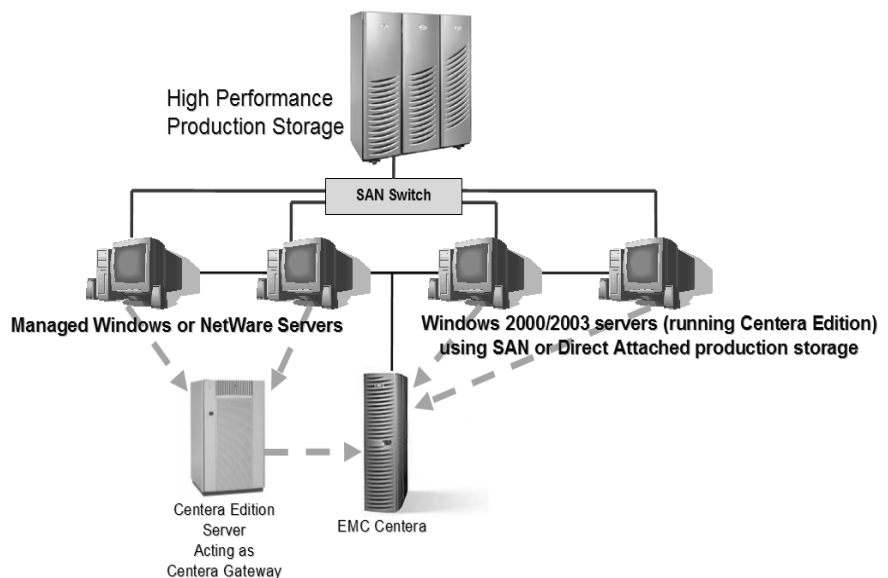 High Performance
Production Storage
SAN Switch
Managed Windows or NetWare Servers
Windows 2000/2003 servers (running Centera Edition)
using SAN or Direct Attached production storage
Centera Edition
Server
Acting as
Centera Gateway
EMC Centera